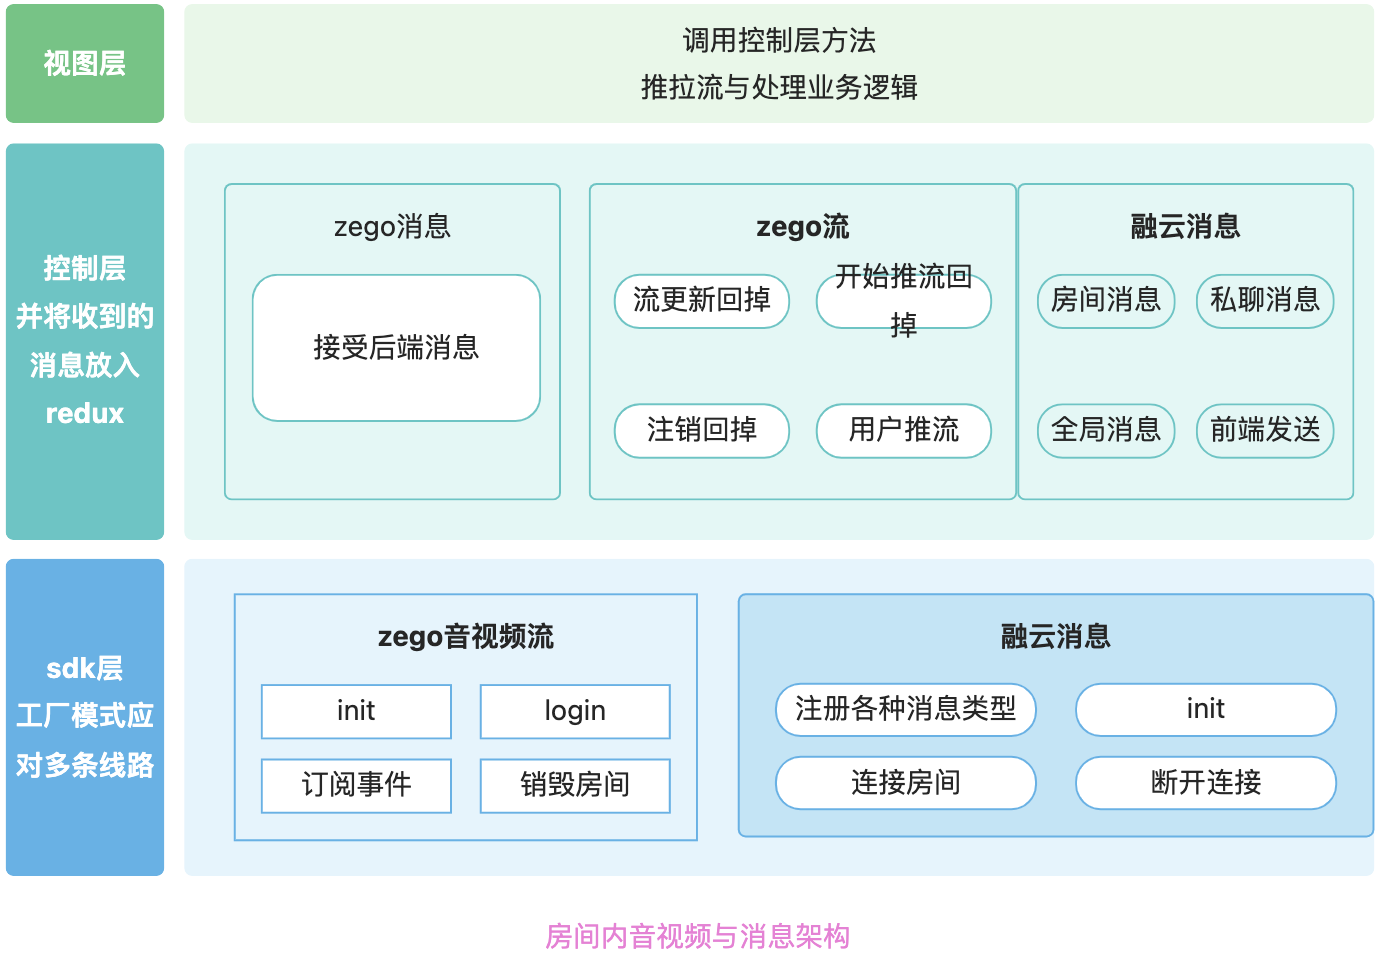 视图层
调用控制层方法
推拉流与处理业务逻辑
控制层
并将收到的
消息放入
redux
zego消息
接受后端消息
zego流
流更新回掉
开始推流回
掉
注销回掉
用户推流
融云消息
房间消息
私聊消息
全局消息
前端发送
sdk层
工厂模式应
对多条线路
zego音视频流
init
login
订阅事件
销毁房间
融云消息
注册各种消息类型
init
连接房间
断开连接
房间内音视频与消息架构